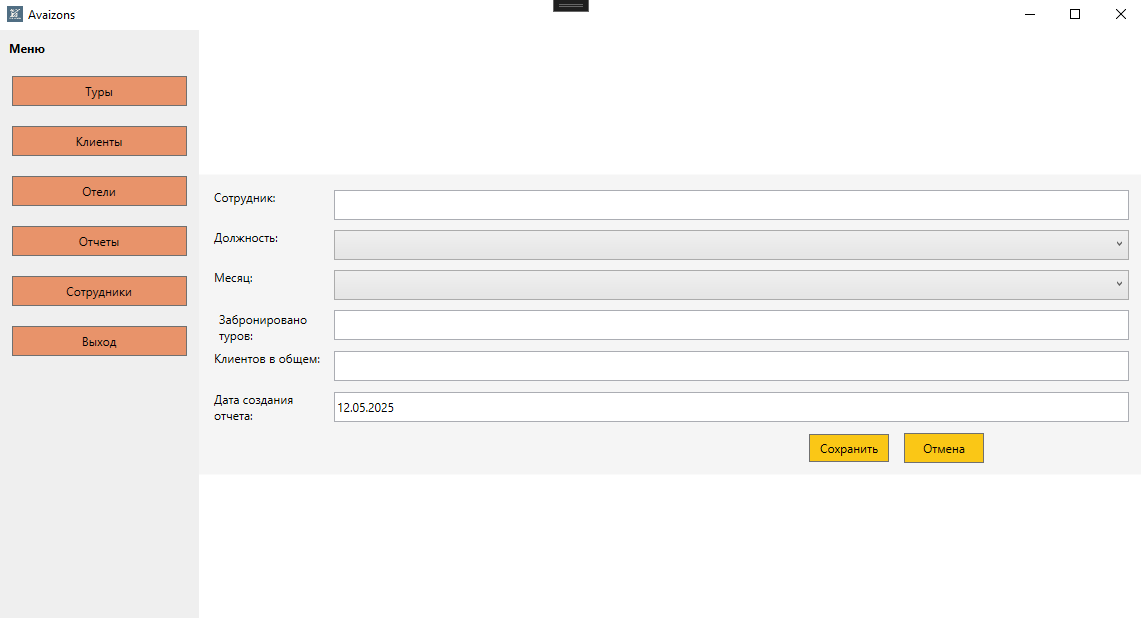 Avaizons
Меню
Туры
Клиенты
Отели
Отчеты
Сотрудники
Выход
Сотрудник:
Должность:
Месяц:
Забронировано
туров:
Клиентов в общем:
Дата создания
отчета:
12.05.2025
Сохранить
Отмена